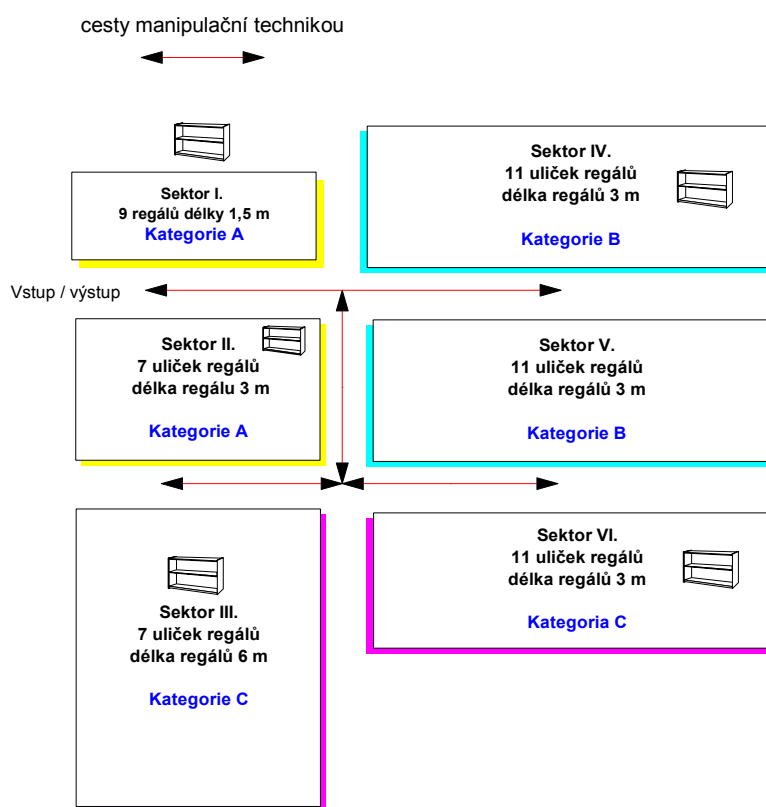 cesty manipulační technikou
Sektor I.
9 regálů délky 1,5 m
Kategorie A
Sektor IV.
11 uliček regálů
délka regálů 3 m
Kategorie B
Vstup / výstup
Sektor II.
7 uliček regálů
délka regálu 3 m
Kategorie A
Sektor V.
11 uliček regálů
délka regálů 3 m
Kategorie B
Sektor III.
7 uliček regálů
délka regálů 6 m
Kategorie C
Sektor VI.
11 uliček regálů
délka regálů 3 m
Kategoria C